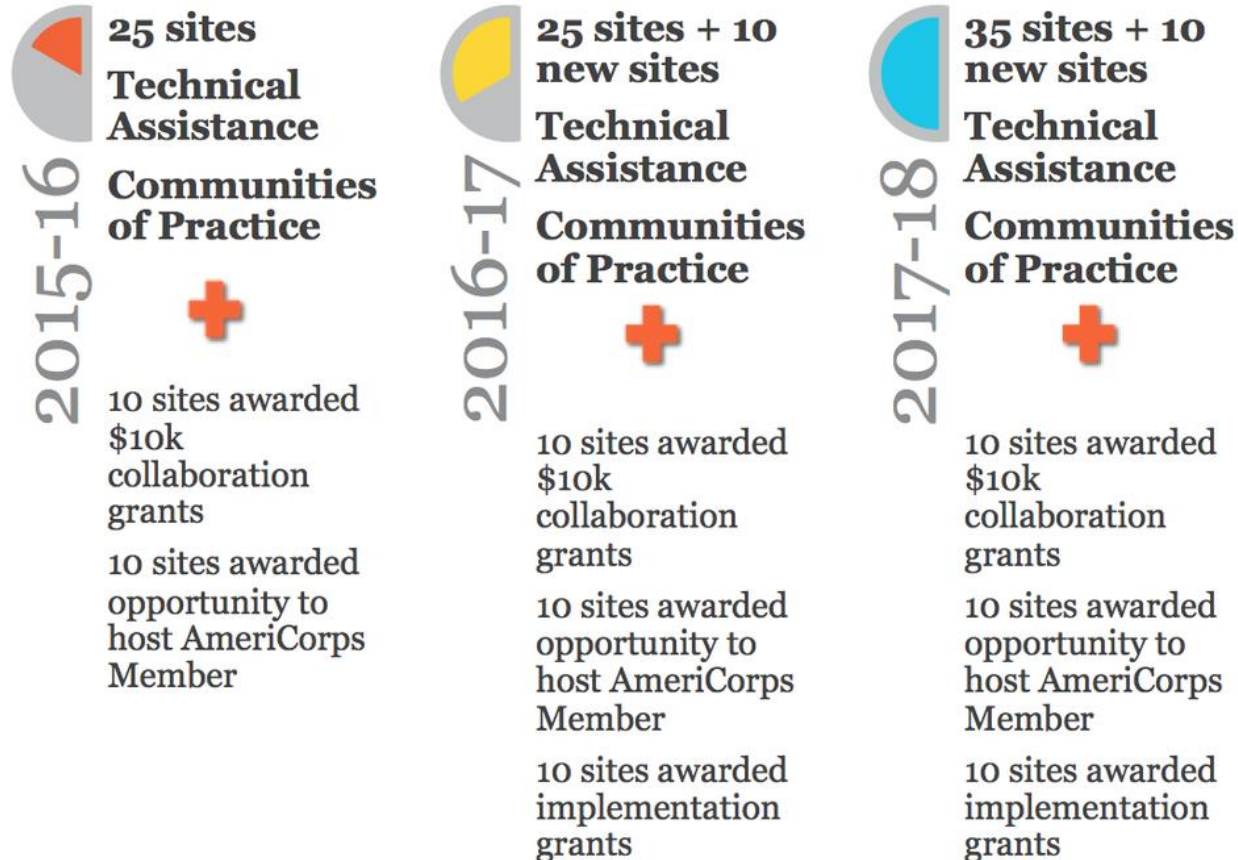 2015-16
25 sites
Technical
Assistance
Communities
of Practice
10 sites awarded
$10k
collaboration
grants
10 sites awarded
opportunity to
host AmeriCorps
Member
2016-17
25 sites + 10
new sites
Technical
Assistance
Communities
of Practice
10 sites awarded
$10k
collaboration
grants
10 sites awarded
opportunity to
host AmeriCorps
Member
10 sites awarded
implementation
grants
2017-18
35 sites + 10
new sites
Technical
Assistance
Communities
of Practice
10 sites awarded
$10k
collaboration
grants
10 sites awarded
opportunity to
host AmeriCorps
Member
10 sites awarded
implementation
grants